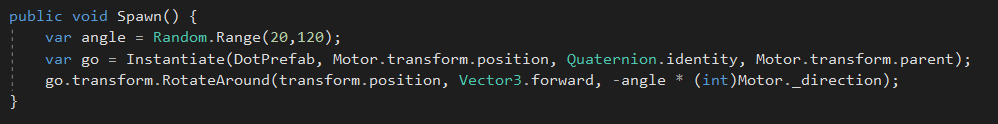 public void Spawn() {
    var angle = Random.Range(20,120);
    var go = Instantiate(DotPrefab, Motor.transform.position, Quaternion.identity, Motor.transform.parent);
    go.transform.RotateAround(transform.position, Vector3.forward, -angle * (int)Motor._direction);
}